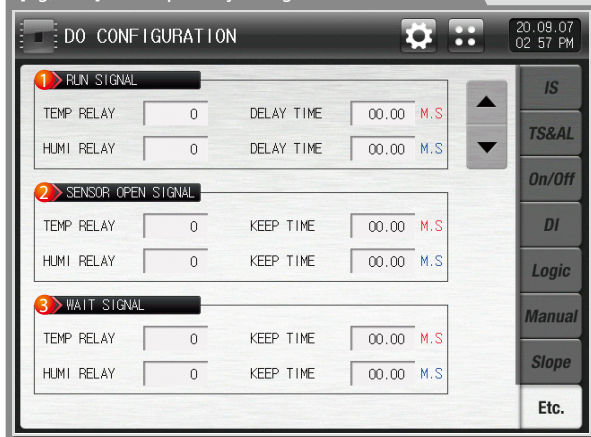 DO CONFIGURATION
20.09.07
02 57 PM
1 RUN SIGNAL
TEMP RELAY 0 DELAY TIME 00.00 M.S
HUMI RELAY 0 DELAY TIME 00.00 M.S
2 SENSOR OPEN SIGNAL
TEMP RELAY 0 KEEP TIME 00.00 M.S
HUMI RELAY 0 KEEP TIME 00.00 M.S
3 WAIT SIGNAL
TEMP RELAY 0 KEEP TIME 00.00 M.S
HUMI RELAY 0 KEEP TIME 00.00 M.S
IS
TS&AL
On/Off
DI
Logic
Manual
Slope
Etc.